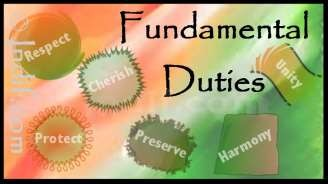 Fundamental
Duties
Respect
Cherish
Unity
Protect
Preserve
Harmony